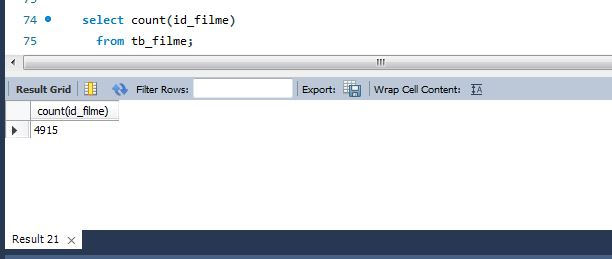 74 select count(id_filme)
75 from tb_filme;
Result Grid Filter Rows: Export: Wrap Cell Content:
count(id_filme)
4915
Result 21